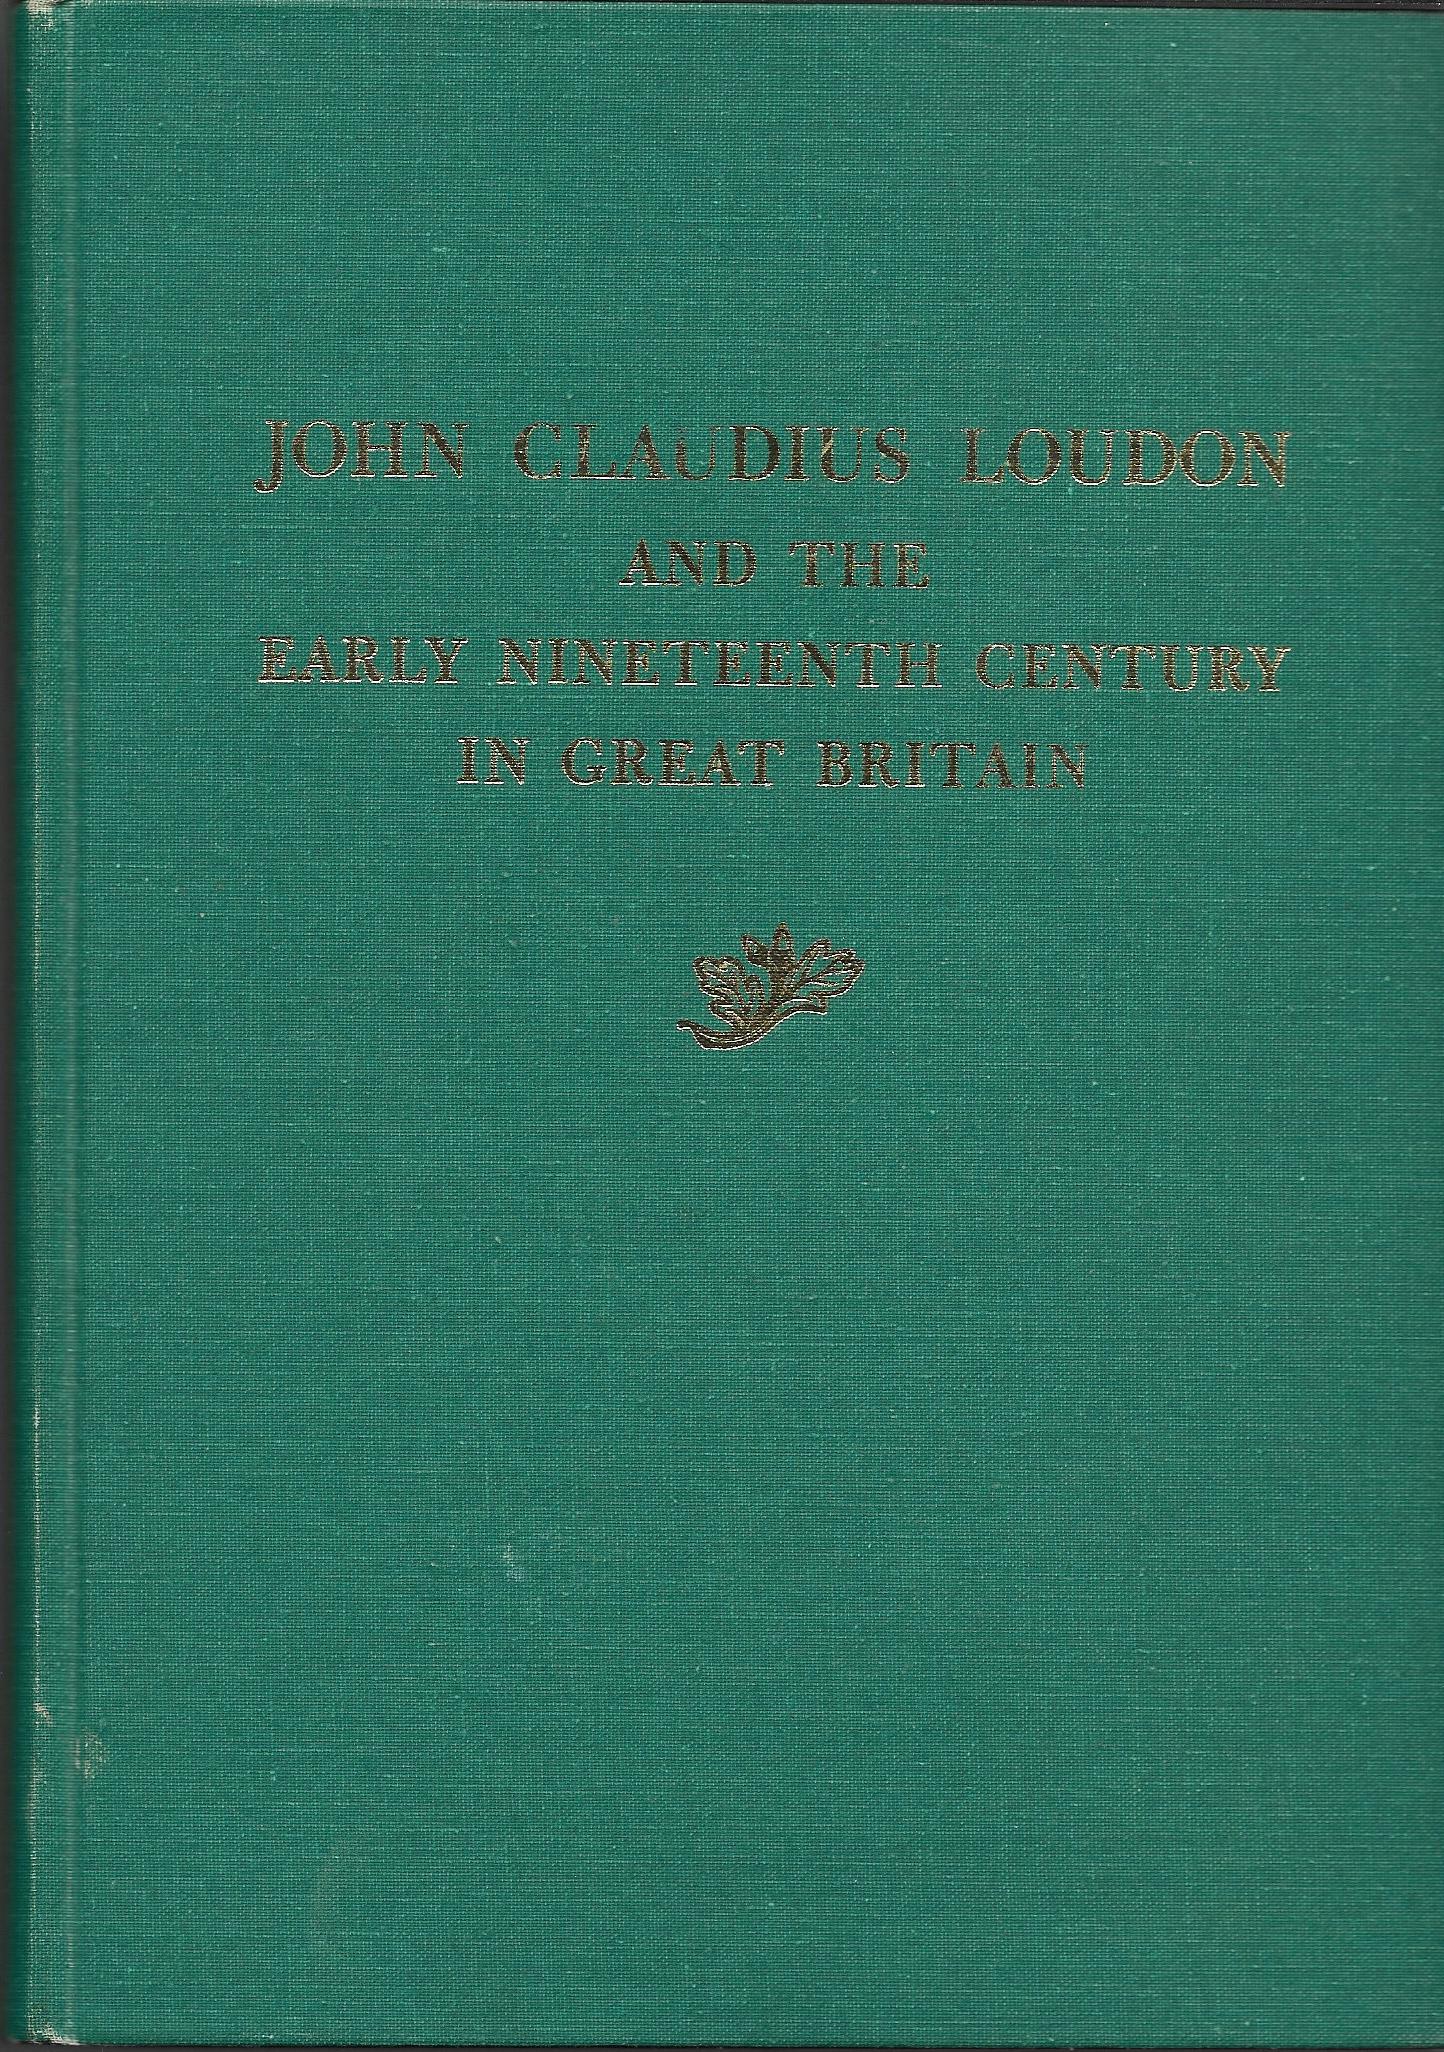 JOHN CLAUDIUS LOUDON
AND THE
EARLY NINETEENTH CENTURY
IN GREAT BRITAIN